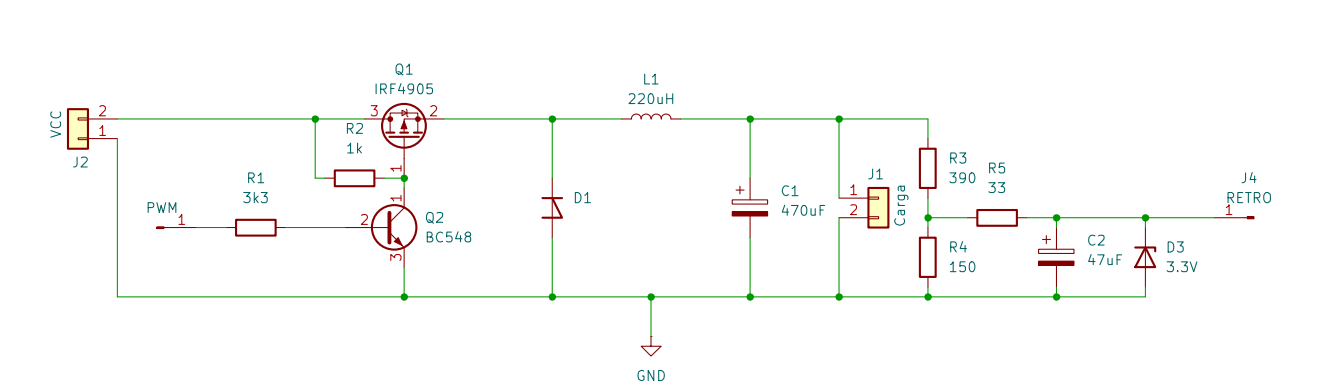 Q1
IRF4905
3
2
1
VCC
2
1
J2
R2
1k
R1
3k3
PWM
1
2
1
3
Q2
BC548
D1
L1
220uH
+
C1
470uF
J1
1
2
Carga
R3
390
R5
33
R4
150
+
C2
47uF
D3
3.3V
J4
RETRO
1
GND